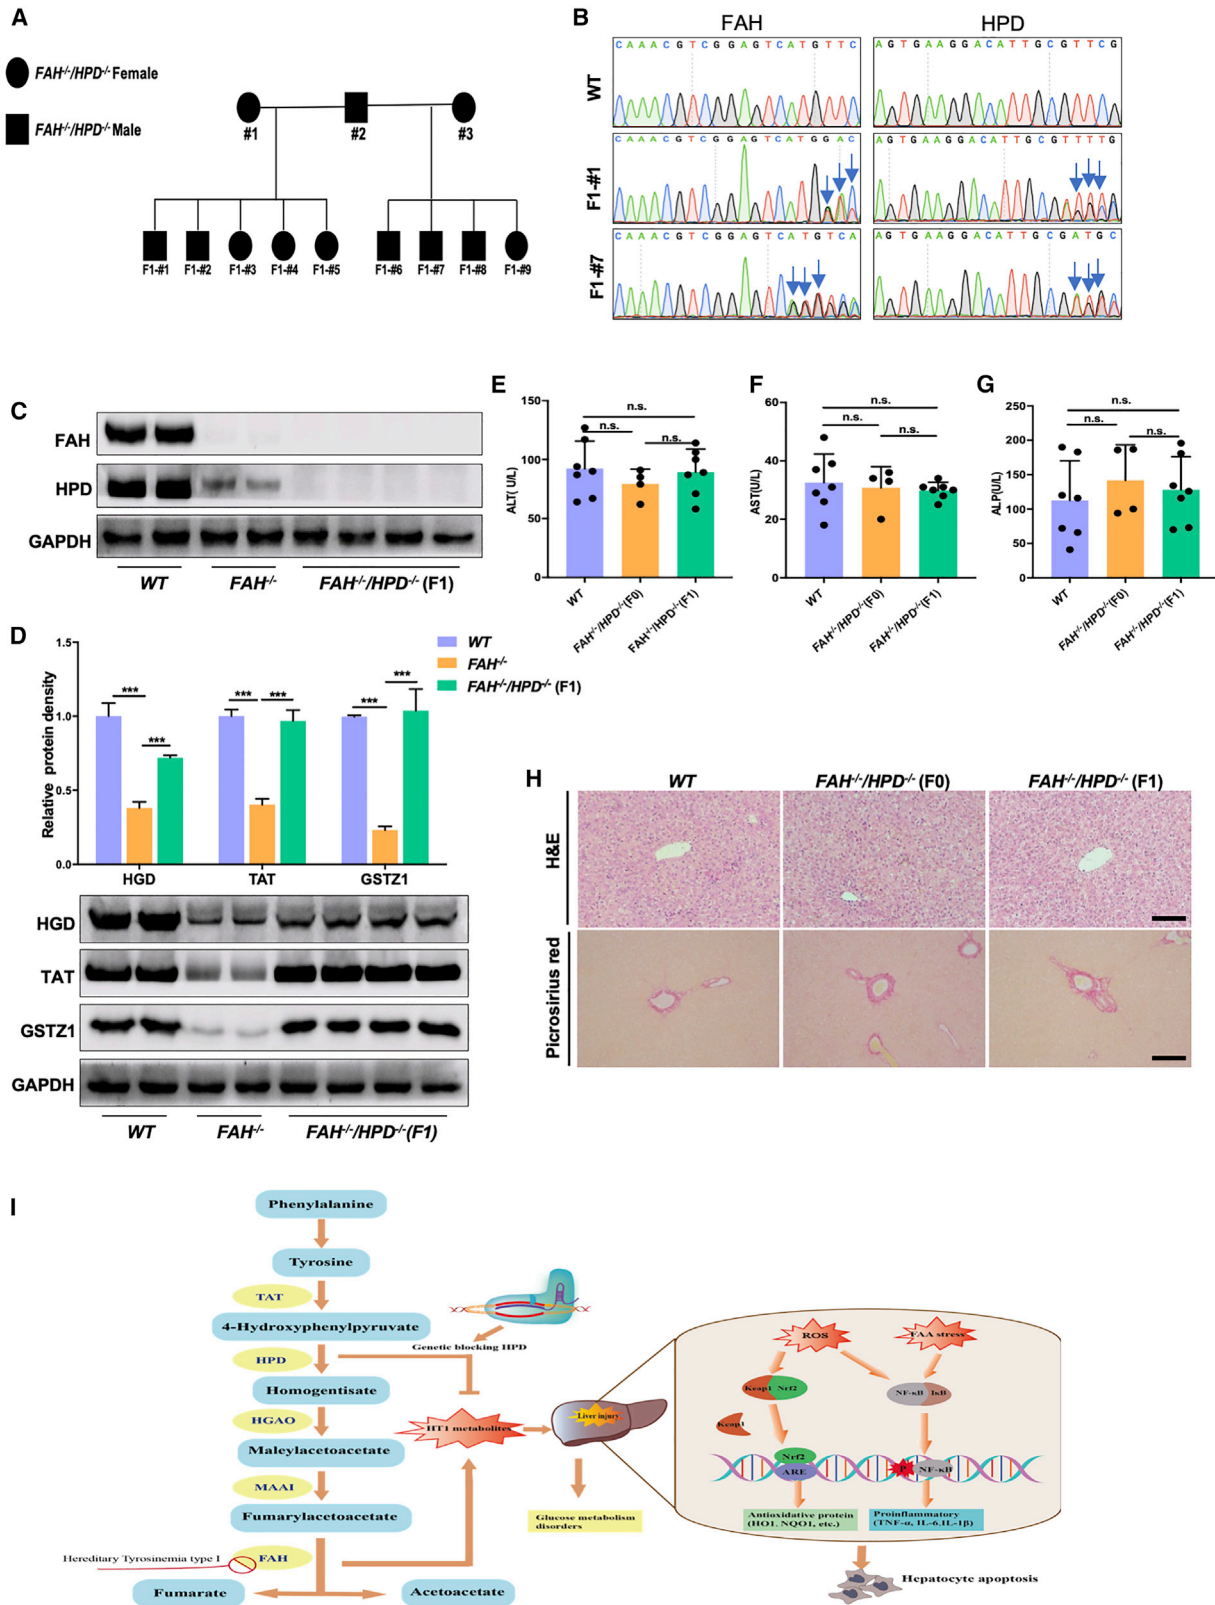 A
FAH-/-/HPD-/- Female
FAH-/-/HPD-/- Male
#1
#2
#3
F1-#1
F1-#2
F1-#3
F1-#4
F1-#5
F1-#6
F1-#7
F1-#8
F1-#9
B
FAH
HPD
WT
C A A A C G T C G G A G T C A T G T T C
A G T G A A G G A C A T T G C G T T C G
F1-#1
C A A A C G T C G G A G T C A T G G A C
A G T G A A G G A C A T T G C G T T T T G
F1-#7
C A A A C G T C G G A G T C A T G T C A
A G T G A A G G A C A T T G C G A T G C
C
FAH
HPD
GAPDH
WT
FAH-/-
FAH-/-/HPD-/- (F1)
D
Relative protein density
1.5
1.0
0.5
0.0
***
***
***
***
***
***
HGD
TAT
GSTZ1
WT
FAH-/-
FAH-/-/HPD-/- (F1)
HGD
TAT
GSTZ1
GAPDH
WT
FAH-/-
FAH-/-/HPD-/-(F1)
E
ALT( U/L)
150
100
50
0
n.s.
n.s.
n.s.
WT
FAH-/-/HPD-/-(F0)
FAH-/-/HPD-/-(F1)
F
AST(U/L)
60
40
20
0
n.s.
n.s.
n.s.
WT
FAH-/-/HPD-/-(F0)
FAH-/-/HPD-/-(F1)
G
ALP(U/L)
250
200
150
100
50
0
n.s.
n.s.
n.s.
WT
FAH-/-/HPD-/-(F0)
FAH-/-/HPD-/-(F1)
H
WT
FAH-/-/HPD-/- (F0)
FAH-/-/HPD-/- (F1)
H&E
Picrosirius red
I
Phenylalanine
Tyrosine
TAT
4-Hydroxyphenylpyruvate
HPD
Homogentisate
HGAO
Maleylacetoacetate
MAAI
Fumarylacetoacetate
Hereditary Tyrosinemia type I
FAH
Fumarate
Acetoacetate
Genetic blocking HPD
HT1 metabolites
Liver injury
Glucose metabolism
disorders
ROS
FAA stress
Keap1
Nrf2
NF-κB
IκB
Keap1
Nrf2
ARE
P
NF-κB
Antioxidative protein
(HO1, NQO1, etc.)
Proinflammatory
(TNF-α, IL-6,IL-1β)
Hepatocyte apoptosis